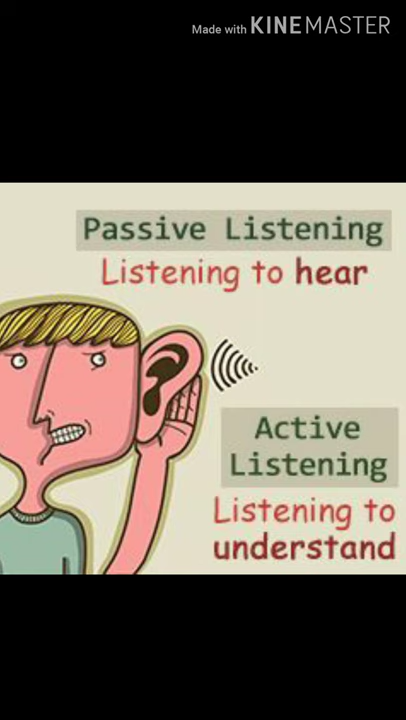 Made with KINEMASTER
Passive Listening
Listening to hear
Active
Listening
Listening to
understand